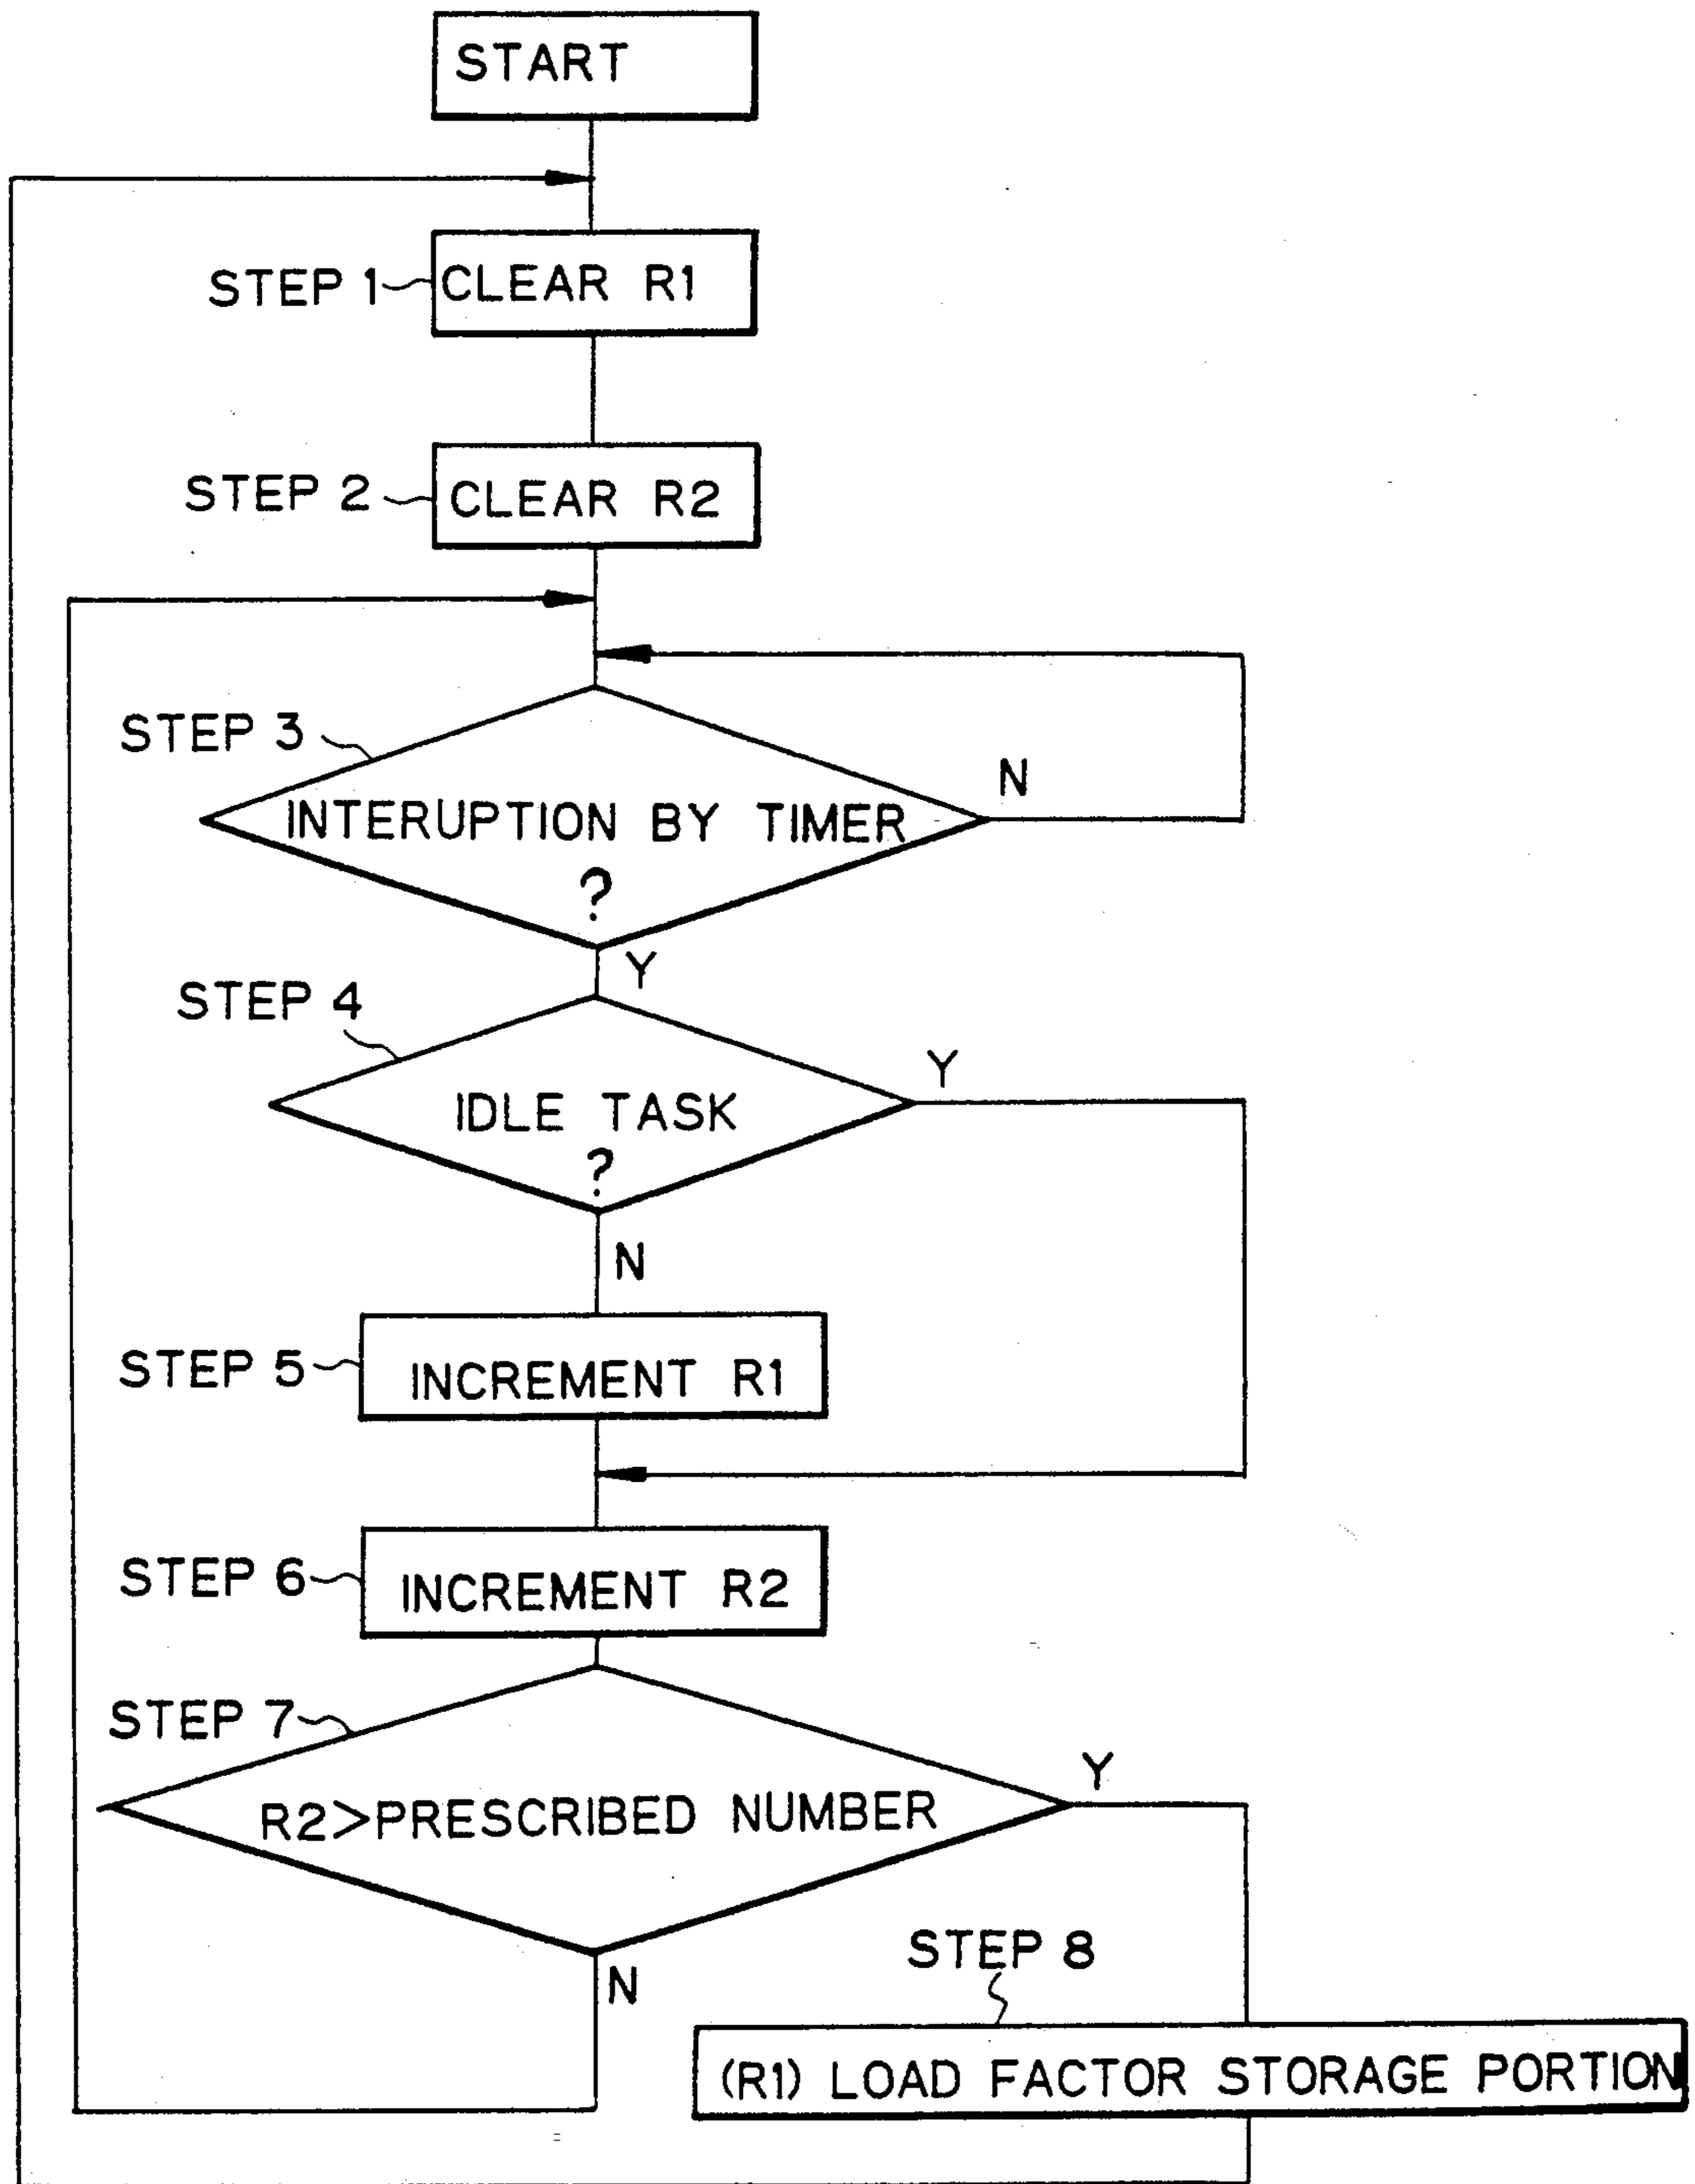 START
STEP 1
CLEAR R1
STEP 2
CLEAR R2
STEP 3
INTERUPTION BY TIMER
?
N
Y
STEP 4
IDLE TASK
?
Y
N
STEP 5
INCREMENT R1
STEP 6
INCREMENT R2
STEP 7
R2>PRESCRIBED NUMBER
Y
N
STEP 8
(R1) LOAD FACTOR STORAGE PORTION